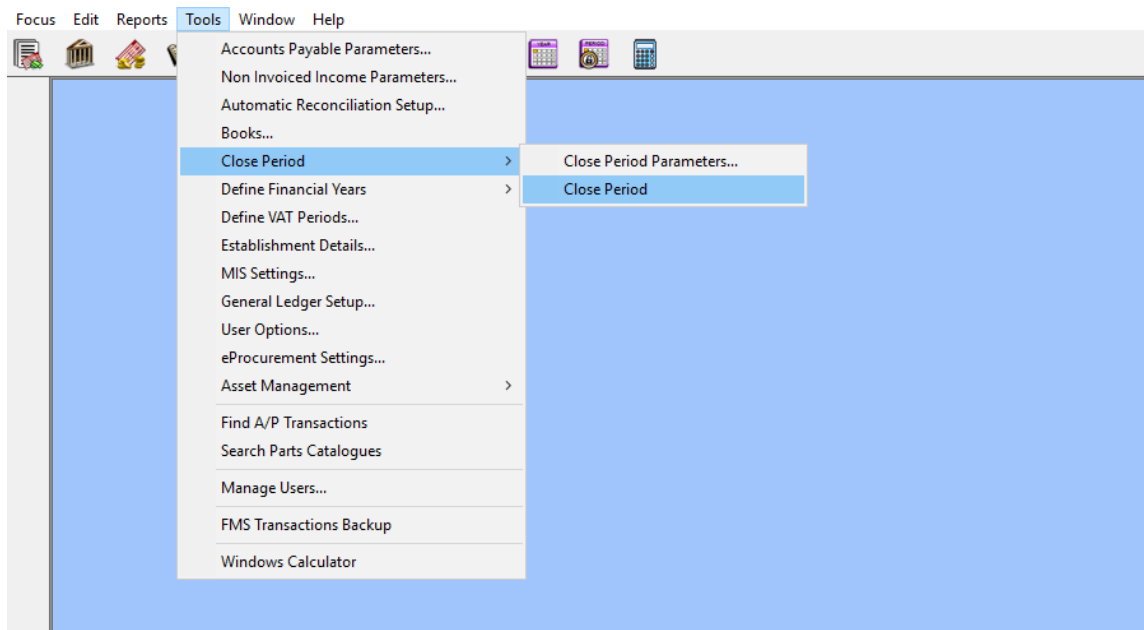 Focus Edit Reports Tools Window Help
Accounts Payable Parameters...
Non Invoiced Income Parameters...
Automatic Reconciliation Setup...
Books...
Close Period
Close Period Parameters...
Define Financial Years
Close Period
Define VAT Periods...
Establishment Details...
MIS Settings...
General Ledger Setup...
User Options...
eProcurement Settings...
Asset Management
Find A/P Transactions
Search Parts Catalogues
Manage Users...
FMS Transactions Backup
Windows Calculator